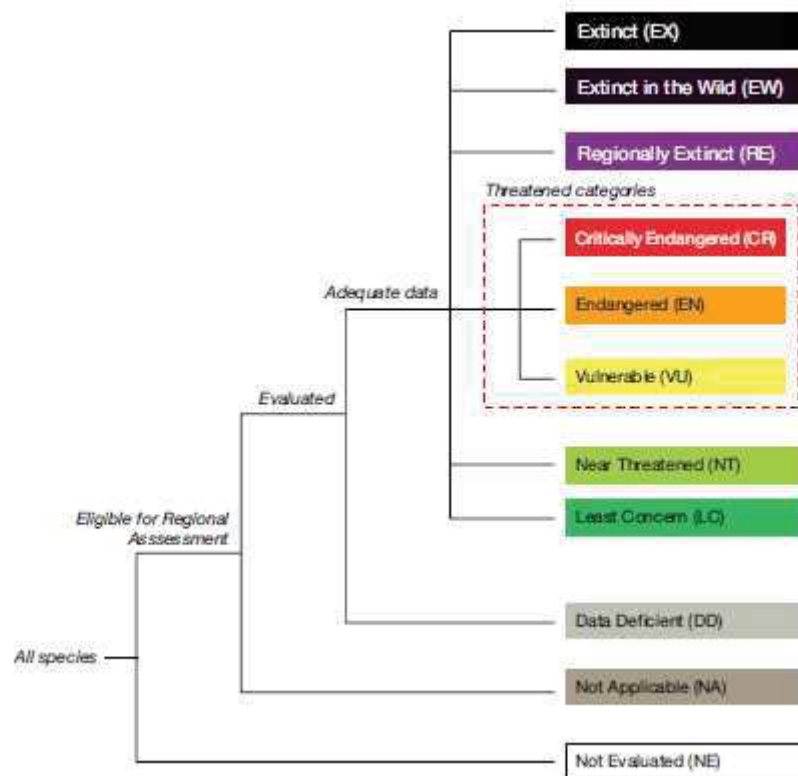 Extinct (EX)
Extinct in the Wild (EW)
Regionally Extinct (RE)
Threatened categories
Critically Endangered (CR)
Adequate data
Endangered (EN)
Vulnerable (VU)
Evaluated
Near Threatened (NT)
Eligible for Regional
Asssessment
Least Concern (LC)
Data Deficient (DD)
All species
Not Applicable (NA)
Not Evaluated (NE)